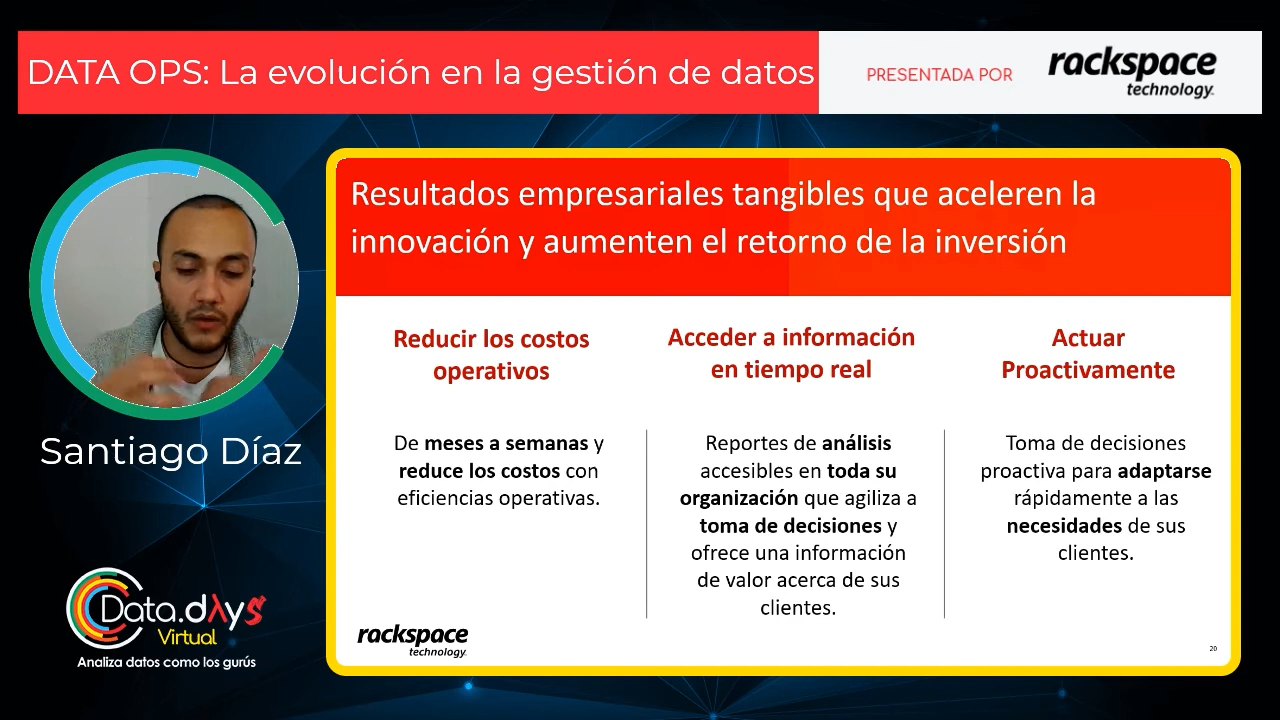 DATA OPS: La evolución en la gestión de datos
PRESENTADA POR
rackspace
technology.
Resultados empresariales tangibles que aceleren la
innovación y aumenten el retorno de la inversión
Reducir los costos
operativos
De meses a semanas y
reduce los costos con
eficiencias operativas.
Acceder a información
en tiempo real
Reportes de análisis
accesibles en toda su
organización que agiliza a
toma de decisiones y
ofrece una información
de valor acerca de sus
clientes.
Actuar
Proactivamente
Toma de decisiones
proactiva para adaptarse
rápidamente a las
necesidades de sus
clientes.
rackspace
technology.
20
Santiago Díaz
Data.dAys
Virtual
Analiza datos como los gurús